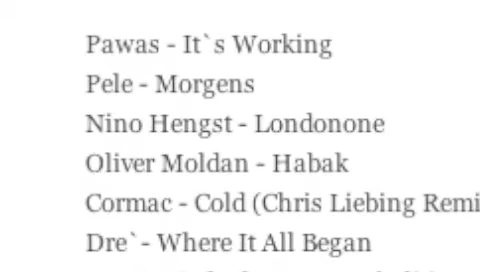 Pawas - It`s Working
Pele - Morgens
Nino Hengst - Londonone
Oliver Moldan - Habak
Cormac - Cold (Chris Liebing Remi
Dre`- Where It All Began